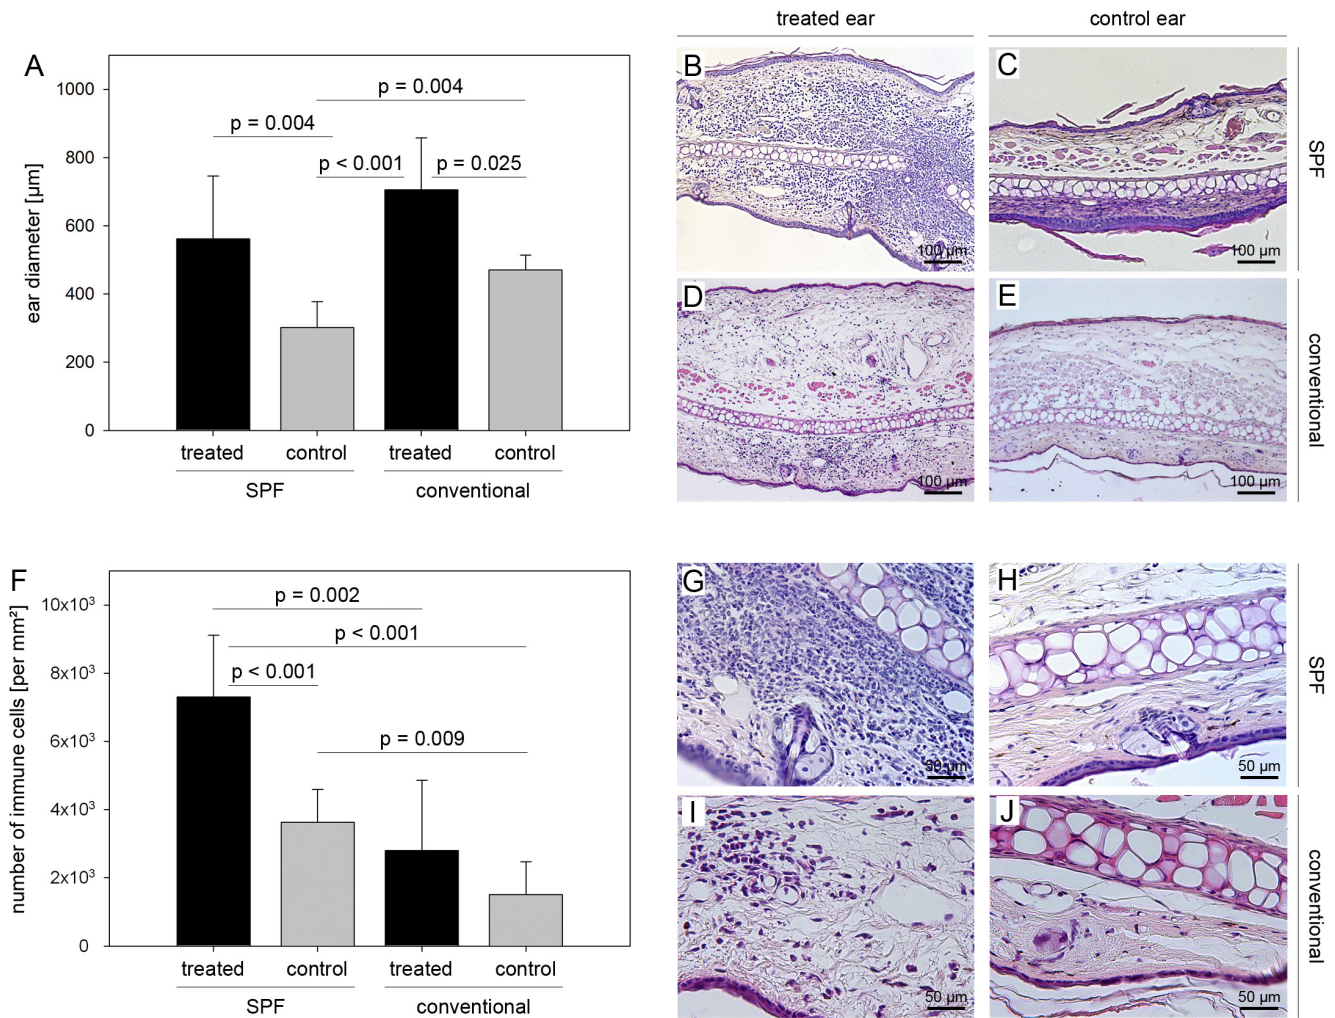 treated ear
control ear
A
ear diameter [µm]
1000
800
600
400
200
0
p = 0.004
p = 0.004
p < 0.001
p = 0.025
treated
control
treated
control
SPF
conventional
B
100 µm
C
100 µm
SPF
D
100 µm
E
100 µm
conventional
F
number of immune cells [per mm²]
10x10³
8x10³
6x10³
4x10³
2x10³
0
p = 0.002
p < 0.001
p < 0.001
p = 0.009
treated
control
treated
control
SPF
conventional
G
50 µm
H
50 µm
SPF
I
50 µm
J
50 µm
conventional